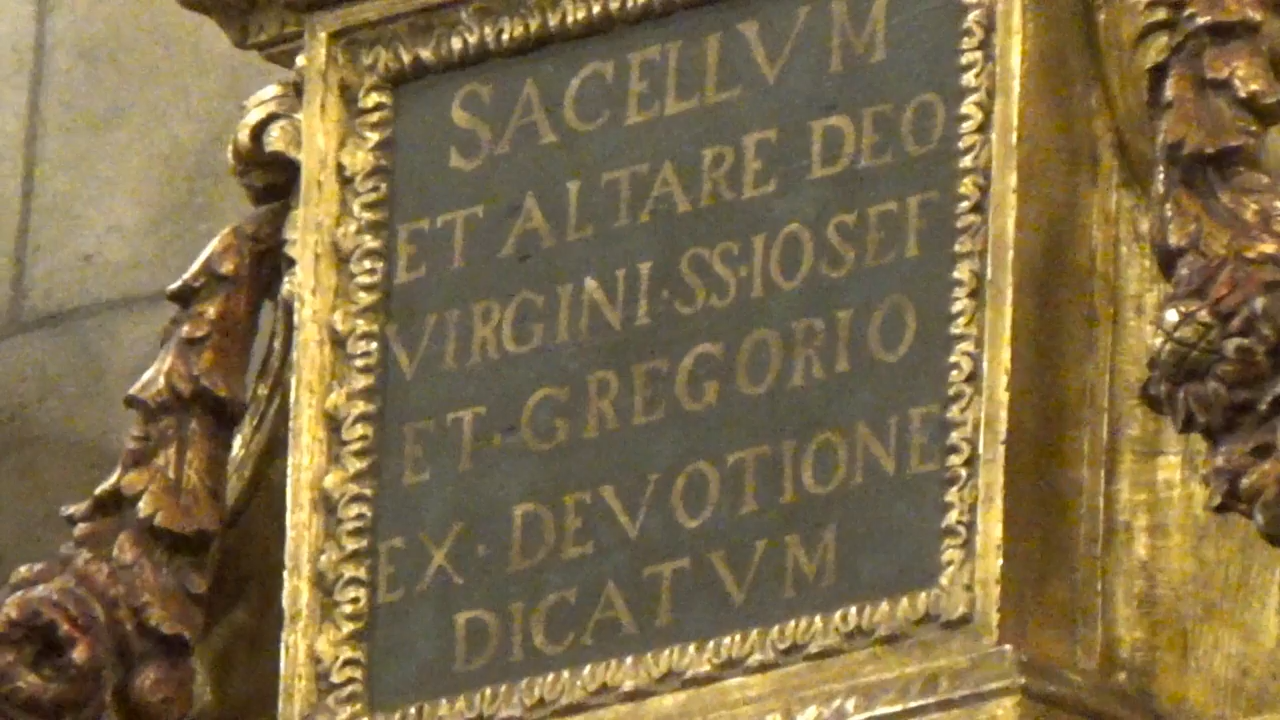 SACELLVM
ET ALTARE DEO
VIRGINI·SS·IOSEF
ET·GREGORIO
EX·DEVOTIONE
DICATVM